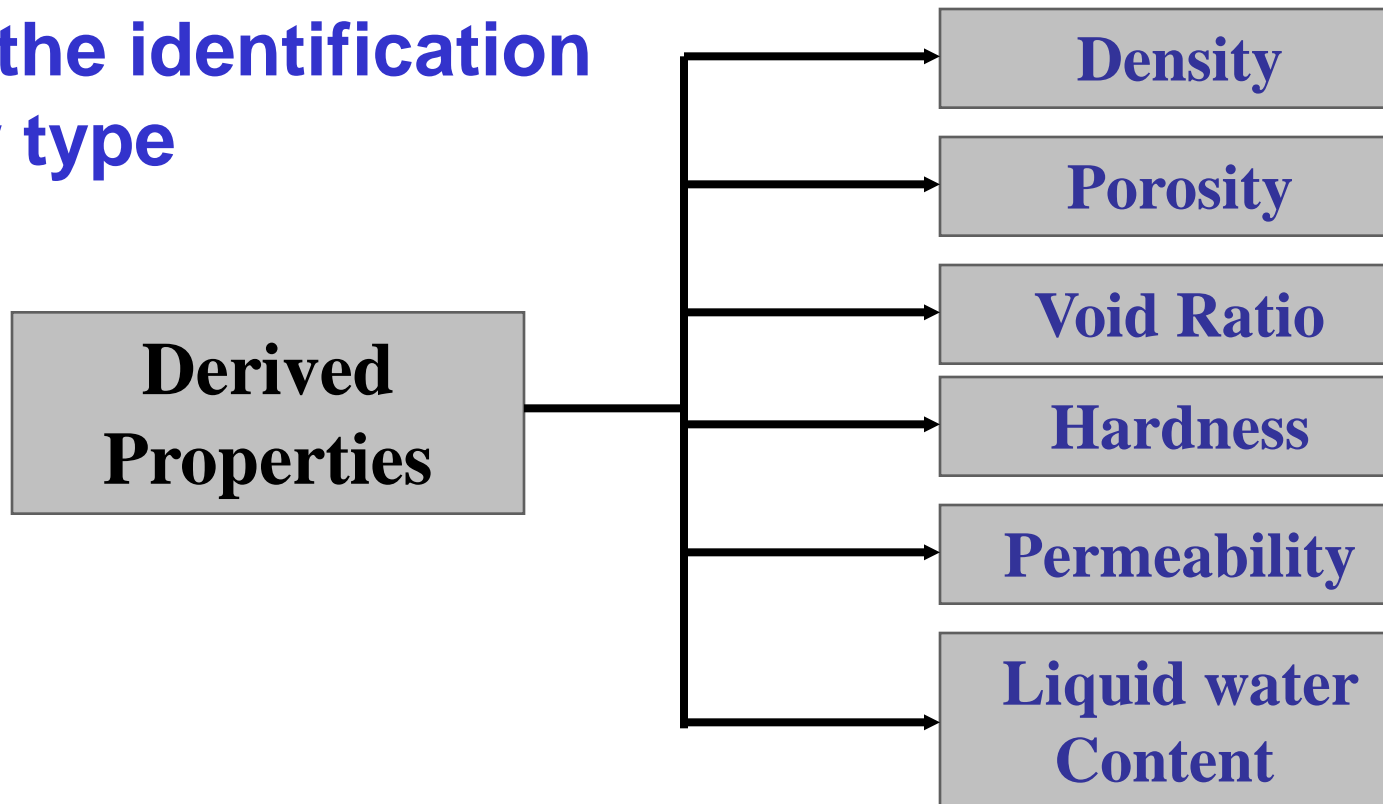 the identification
type
Derived
Properties
Density
Porosity
Void Ratio
Hardness
Permeability
Liquid water
Content